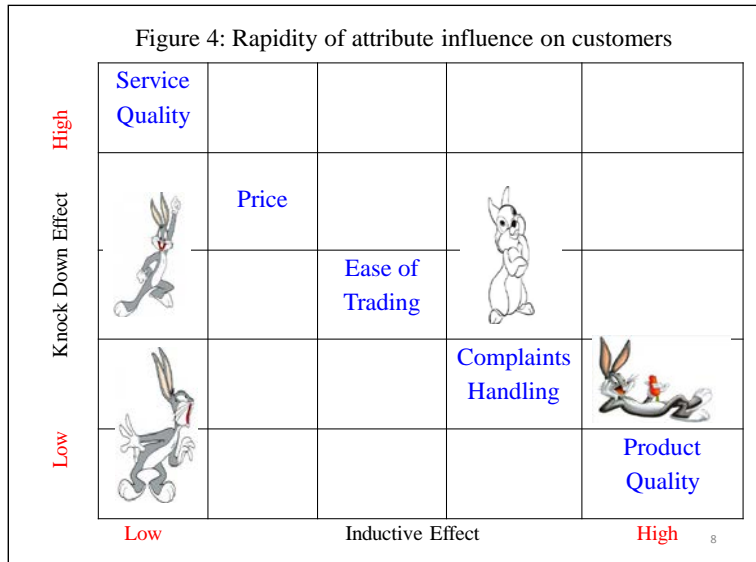 Figure 4: Rapidity of attribute influence on customers
High
Knock Down Effect
Low
Service
Quality
Price
Ease of
Trading
Complaints
Handling
Product
Quality
Low
Inductive Effect
High
8